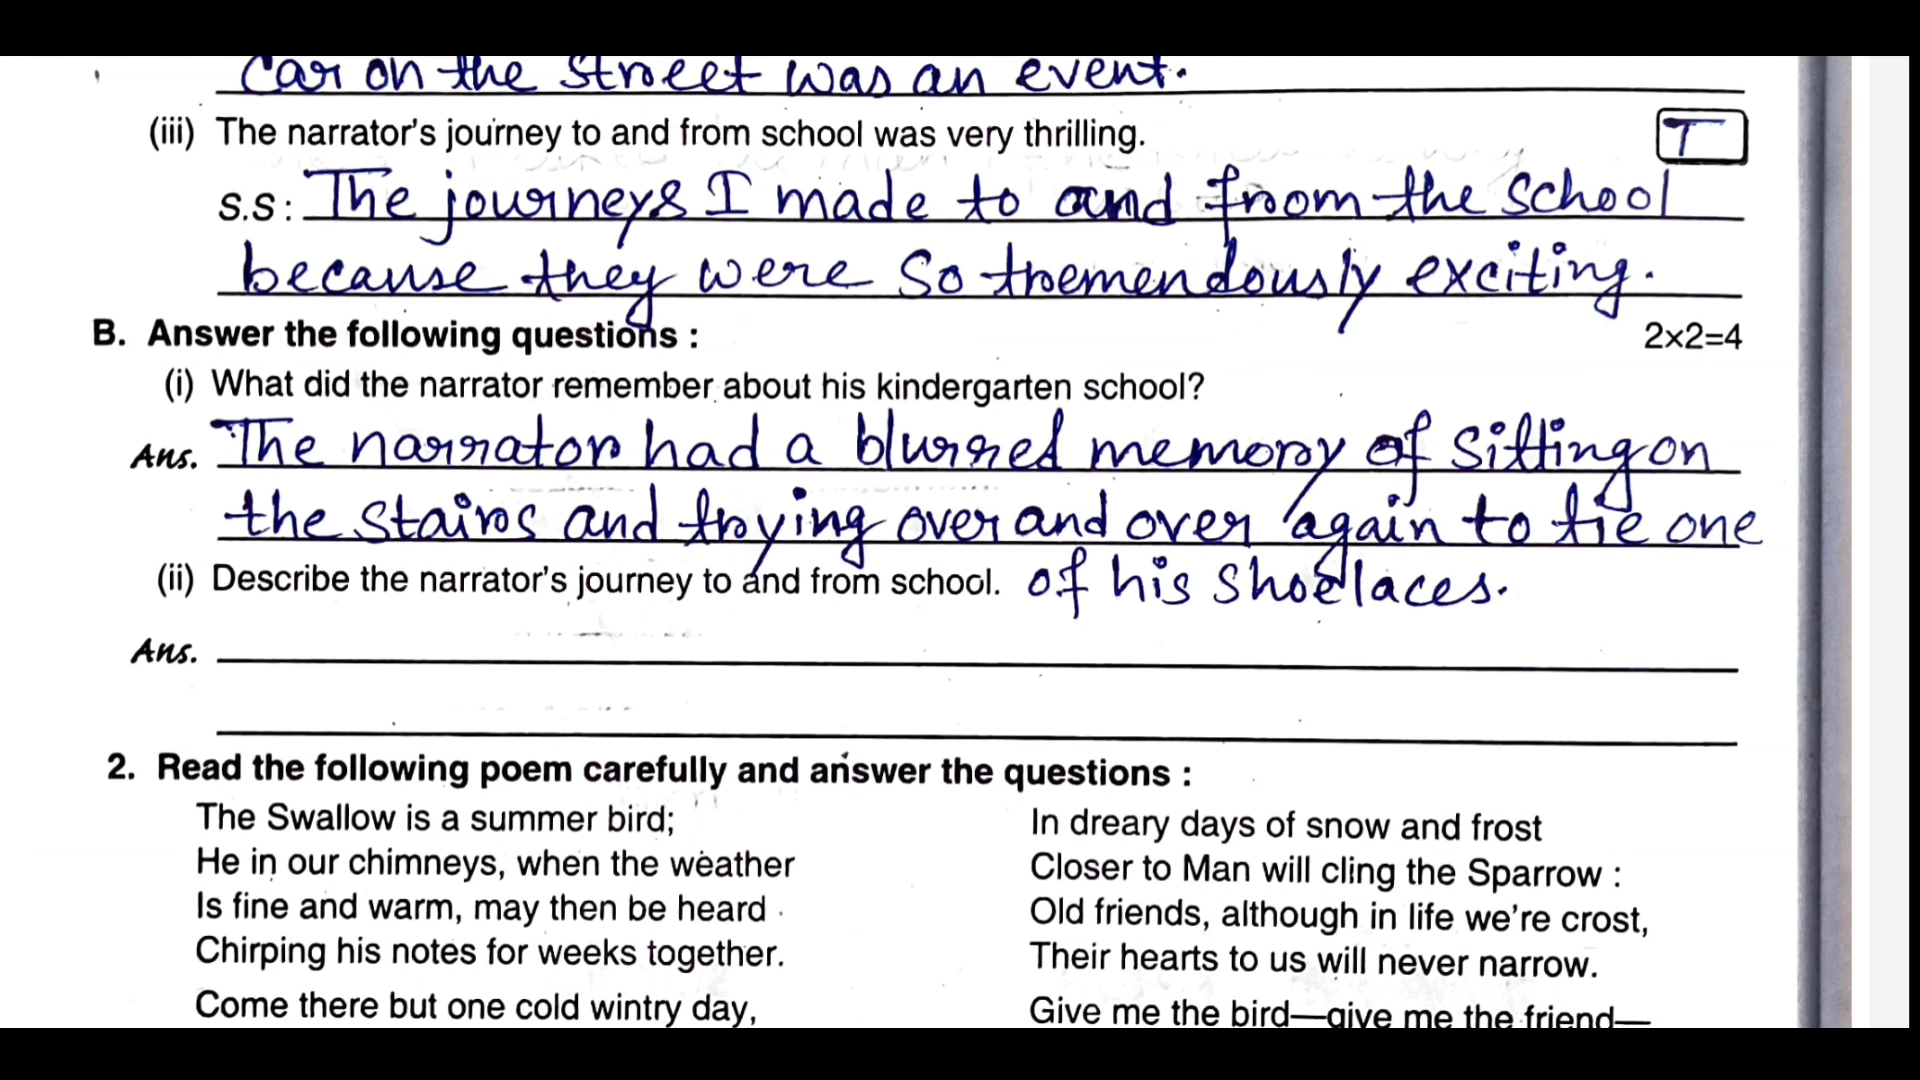 car on the street was an event.
(iii) The narrator's journey to and from school was very thrilling.
T
S.S : The journeys I made to and from the school
because they were so tremendously exciting.
B. Answer the following questions :
2×2=4
(i) What did the narrator remember about his kindergarten school?
Ans. The narrator had a blurred memory of sitting on
the stairs and trying over and over again to tie one
of his shoelaces.
(ii) Describe the narrator's journey to and from school.
Ans.
2. Read the following poem carefully and answer the questions :
The Swallow is a summer bird;
He in our chimneys, when the weather
Is fine and warm, may then be heard
Chirping his notes for weeks together.
Come there but one cold wintry day,
In dreary days of snow and frost
Closer to Man will cling the Sparrow :
Old friends, although in life we're crost,
Their hearts to us will never narrow.
Give me the bird—give me the friend—